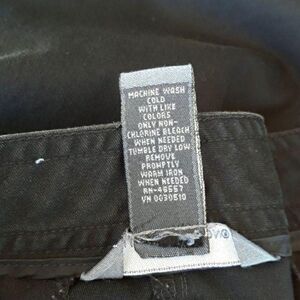 MACHINE WASH
COLD
WITH LIKE
COLORS
ONLY NON-
CHLORINE BLEACH
WHEN NEEDED
TUMBLE DRY LOW
REMOVE
PROMPTLY
WARM IRON
WHEN NEEDED
RN-46557
VN 0030510